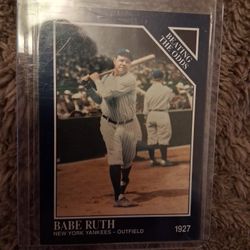 BEATING
THE ODDS
BABE RUTH
NEW YORK YANKEES - OUTFIELD
1927